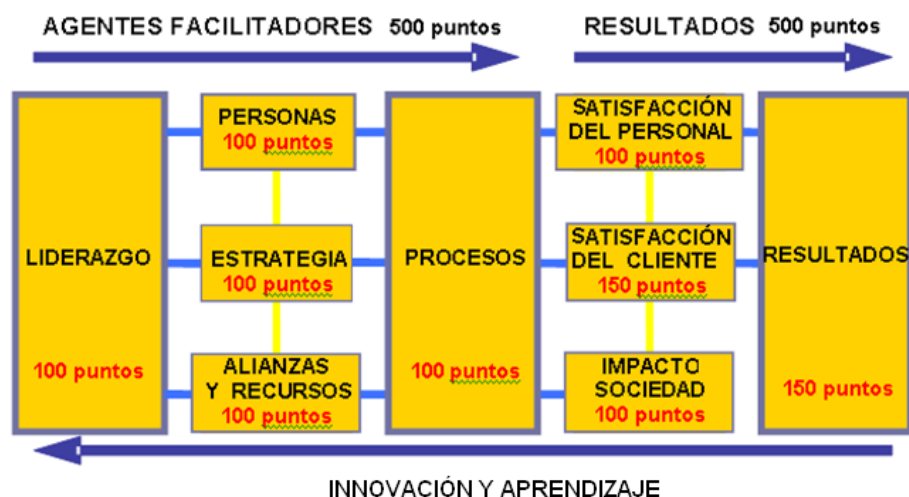 AGENTES FACILITADORES 500 puntos
RESULTADOS 500 puntos
LIDERAZGO
100 puntos
PERSONAS
100 puntos
ESTRATEGIA
100 puntos
ALIANZAS
Y RECURSOS
100 puntos
PROCESOS
100 puntos
SATISFACCIÓN
DEL PERSONAL
100 puntos
SATISFACCIÓN
DEL CLIENTE
150 puntos
IMPACTO
SOCIEDAD
100 puntos
RESULTADOS
150 puntos
INNOVACIÓN Y APRENDIZAJE